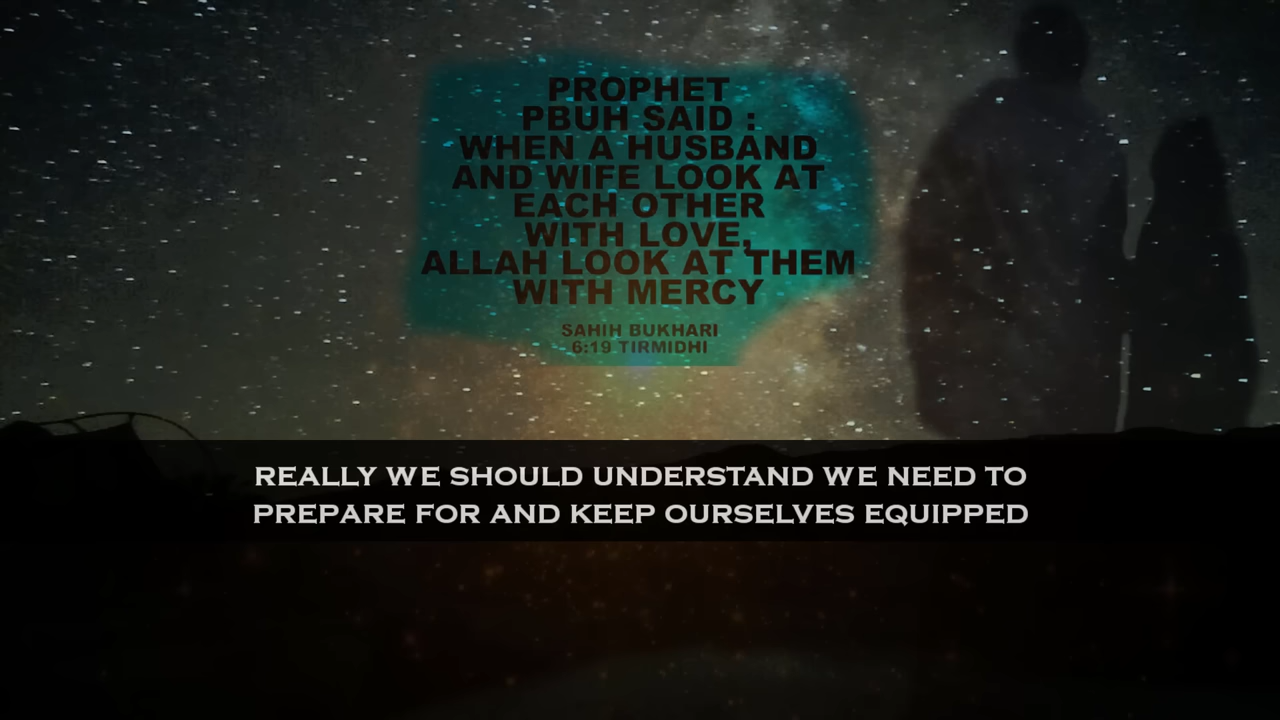 PROPHET
PBUH SAID :
WHEN A HUSBAND
AND WIFE LOOK AT
EACH OTHER
WITH LOVE,
ALLAH LOOK AT THEM
WITH MERCY
SAHIH BUKHARI
6:19 TIRMIDHI
REALLY WE SHOULD UNDERSTAND WE NEED TO
PREPARE FOR AND KEEP OURSELVES EQUIPPED